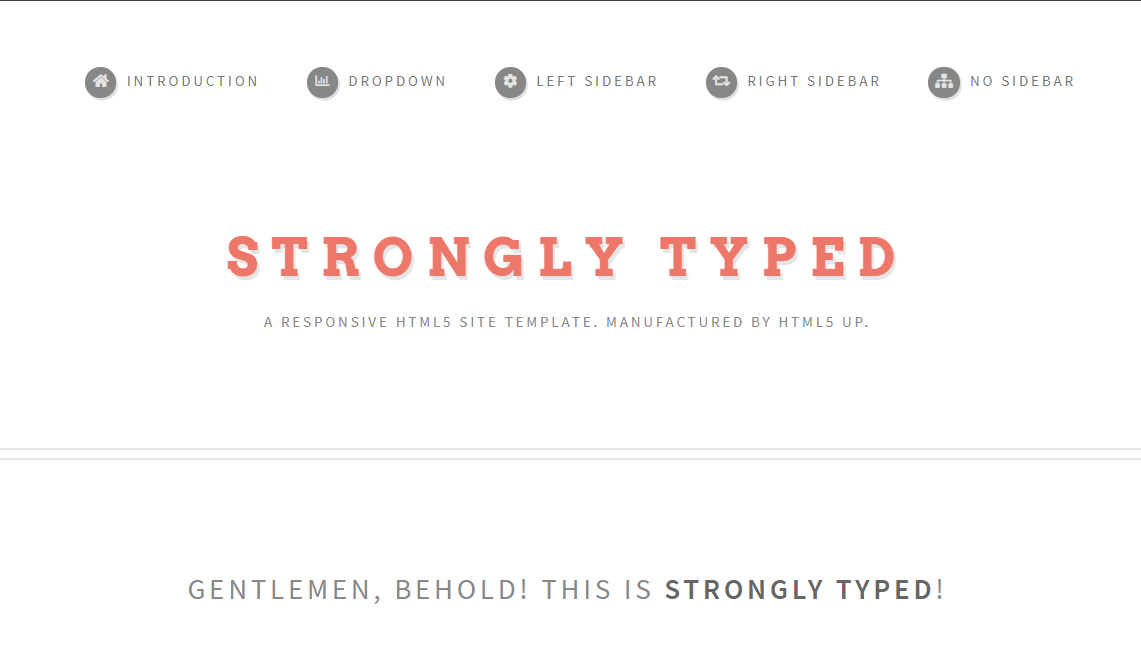 INTRODUCTION DROPDOWN LEFT SIDEBAR RIGHT SIDEBAR NO SIDEBAR
STRONGLY TYPED
A RESPONSIVE HTML5 SITE TEMPLATE. MANUFACTURED BY HTML5 UP.
GENTLEMEN, BEHOLD! THIS IS STRONGLY TYPED!